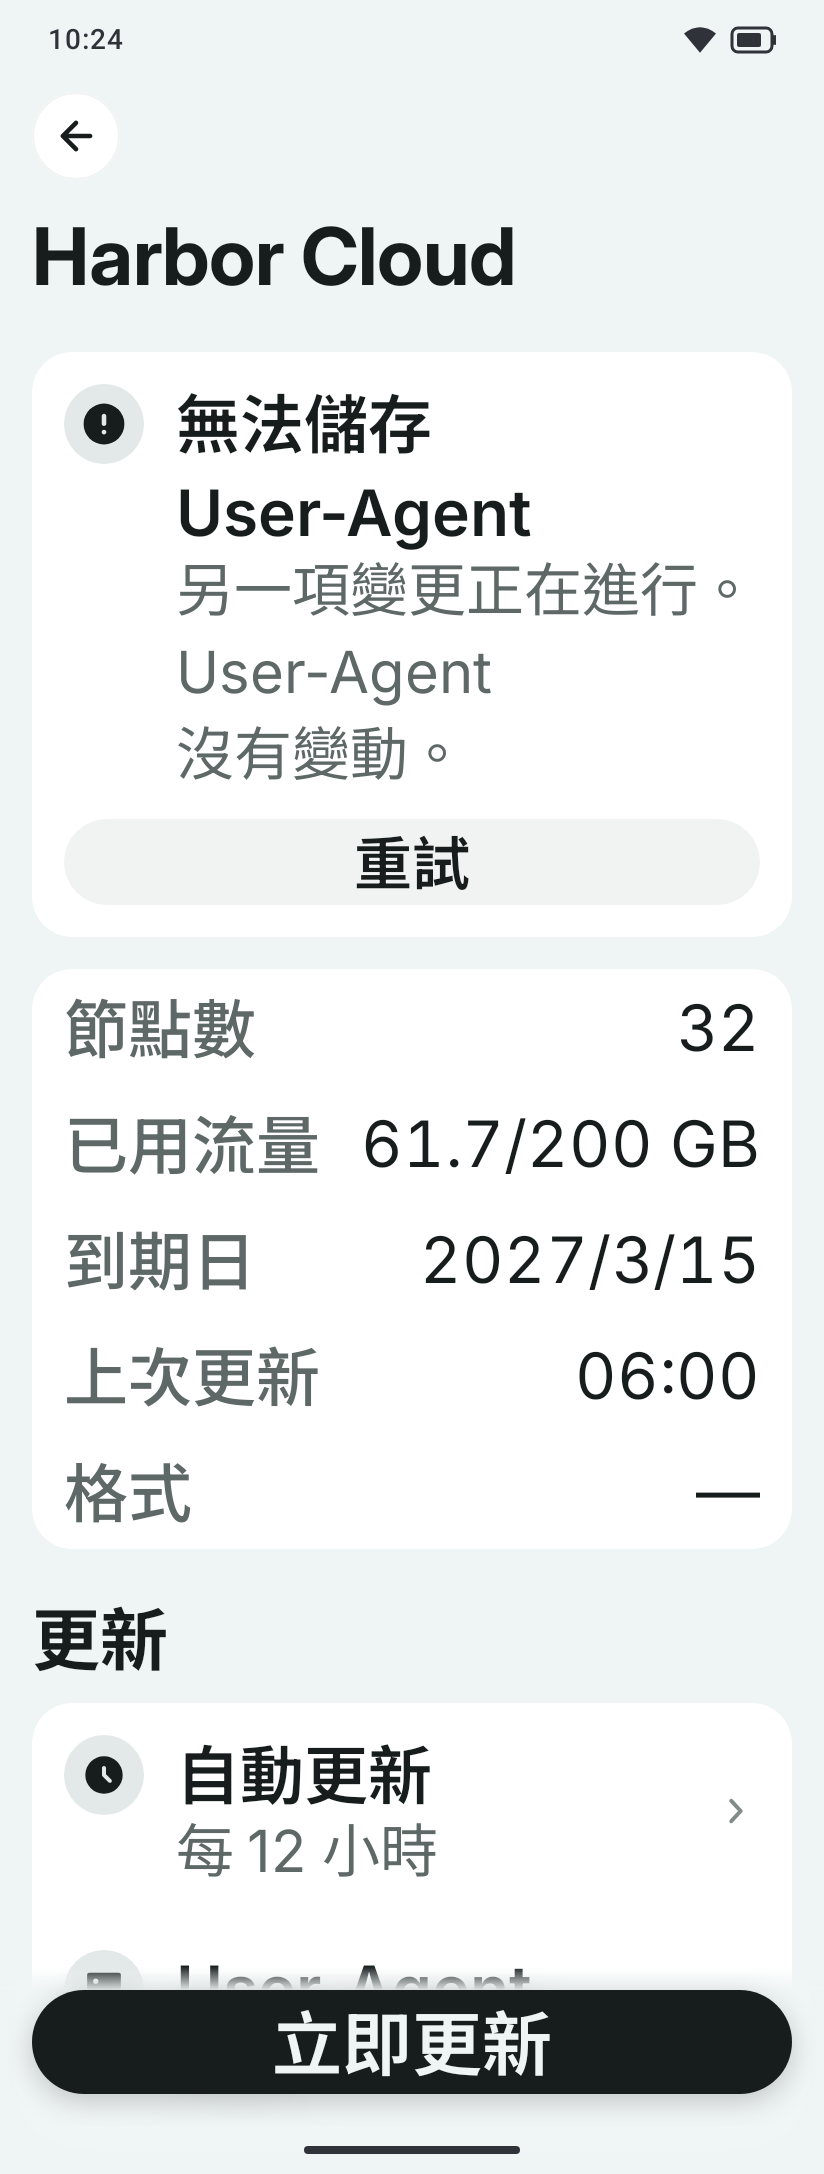 10:24
Harbor Cloud
無法儲存
User-Agent
另一項變更正在進行。
User-Agent
沒有變動。
重試
節點數 32
已用流量 61.7/200 GB
到期日 2027/3/15
上次更新 06:00
格式 —
更新
自動更新
每 12 小時
User-Agent
立即更新